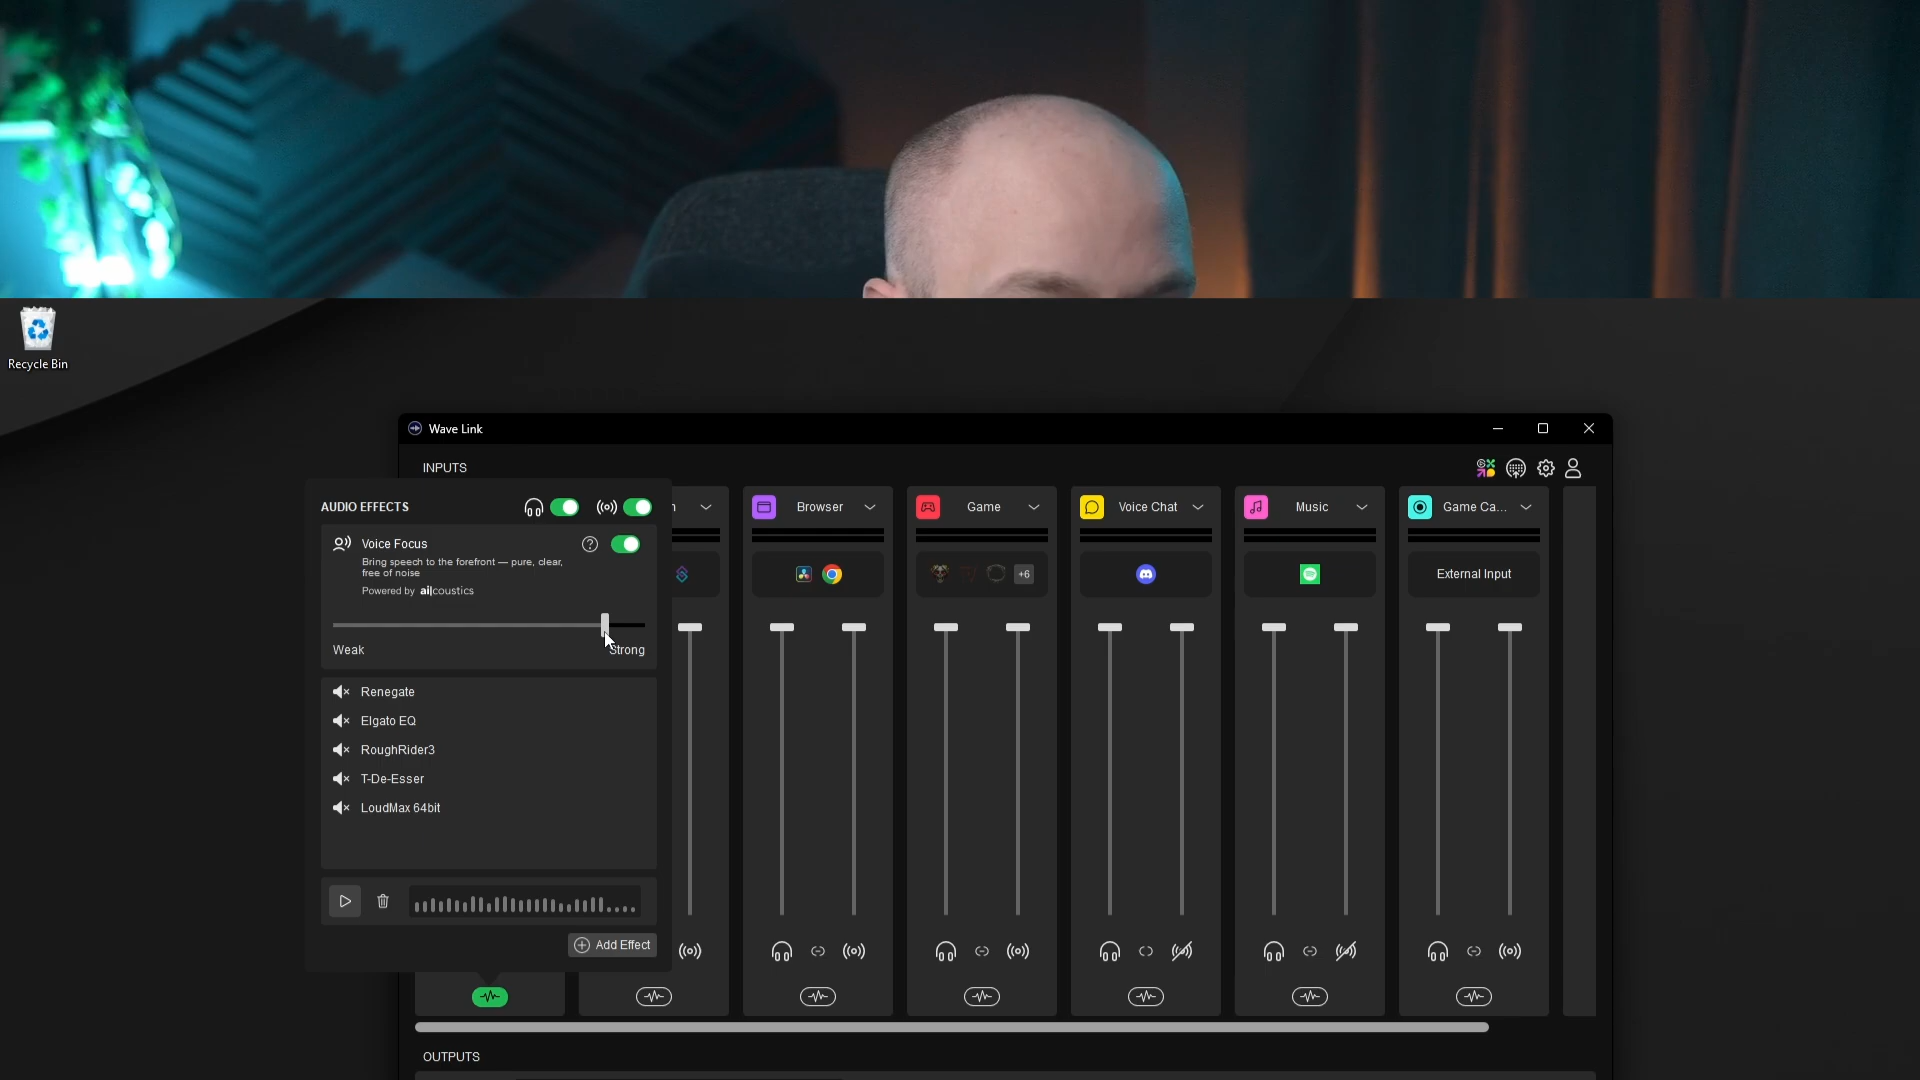 Recycle Bin
Wave Link
INPUTS
AUDIO EFFECTS
Voice Focus
Bring speech to the forefront — pure, clear,
free of noise
Powered by ai|coustics
Weak
Strong
Renegate
Elgato EQ
RoughRider3
T-De-Esser
LoudMax 64bit
Add Effect
Browser
Game
+6
Voice Chat
Music
Game Ca...
External Input
OUTPUTS